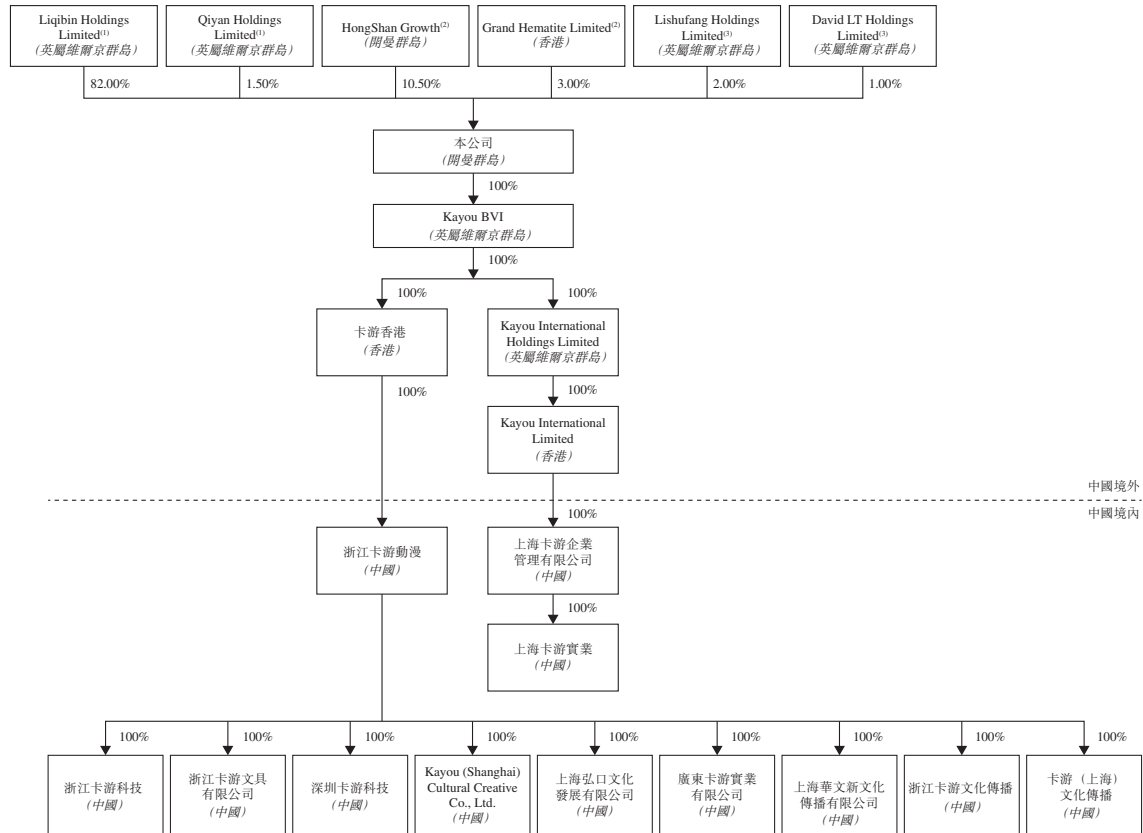 Liqibin Holdings
Limited(1)
(英屬維爾京群島)
Qiyan Holdings
Limited(1)
(英屬維爾京群島)
HongShan Growth(2)
(開曼群島)
Grand Hematite Limited(2)
(香港)
Lishufang Holdings
Limited(3)
(英屬維爾京群島)
David LT Holdings
Limited(3)
(英屬維爾京群島)
82.00%
1.50%
10.50%
3.00%
2.00%
1.00%
本公司
(開曼群島)
100%
Kayou BVI
(英屬維爾京群島)
100%
100%
100%
卡游香港
(香港)
Kayou International
Holdings Limited
(英屬維爾京群島)
100%
100%
Kayou International
Limited
(香港)
中國境外
中國境內
100%
浙江卡游動漫
(中國)
上海卡游企業
管理有限公司
(中國)
100%
上海卡游實業
(中國)
100%
100%
100%
100%
100%
100%
100%
100%
100%
浙江卡游科技
(中國)
浙江卡游文具
有限公司
(中國)
深圳卡游科技
(中國)
Kayou (Shanghai)
Cultural Creative
Co., Ltd.
(中國)
上海弘口文化
發展有限公司
(中國)
廣東卡游實業
有限公司
(中國)
上海華文新文化
傳播有限公司
(中國)
浙江卡游文化傳播
(中國)
卡游（上海）
文化傳播
(中國)